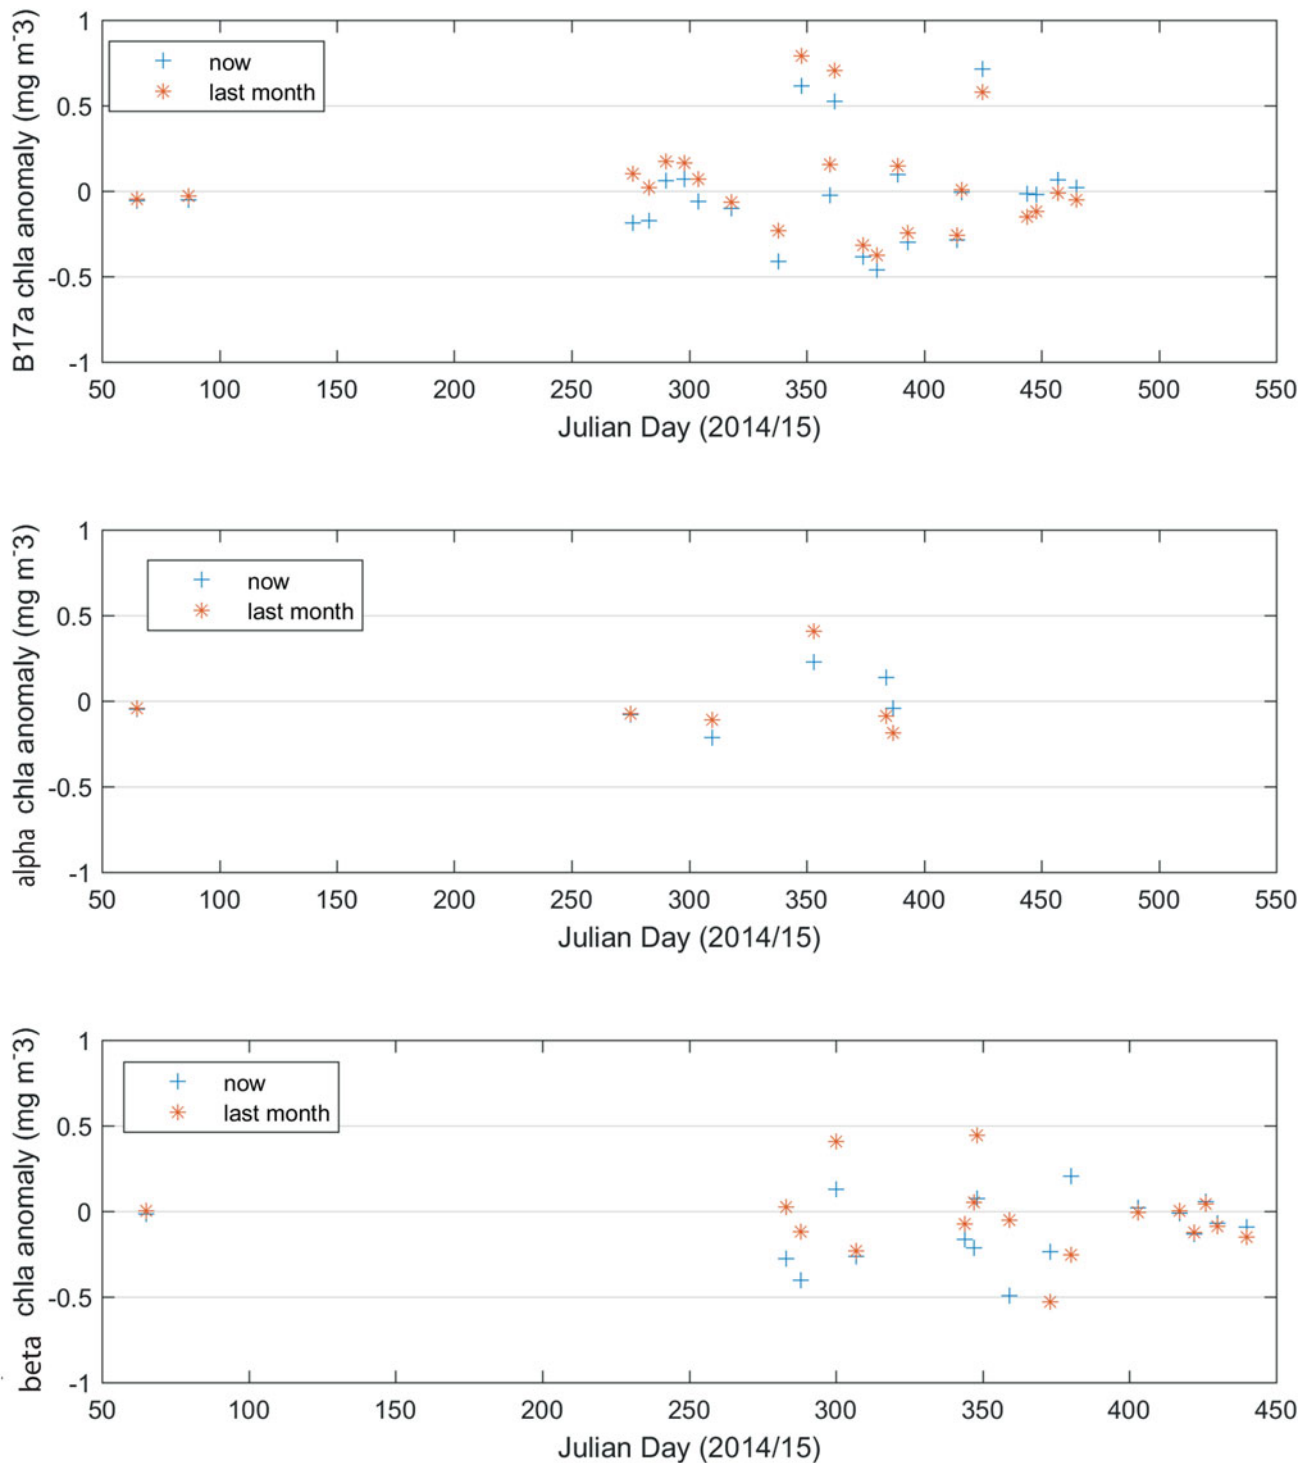 B17a chla anomaly (mg m-3)
1
0.5
0
-0.5
-1
now
last month
50 100 150 200 250 300 350 400 450 500 550
Julian Day (2014/15)
alpha chla anomaly (mg m-3)
1
0.5
0
-0.5
-1
now
last month
50 100 150 200 250 300 350 400 450 500 550
Julian Day (2014/15)
beta chla anomaly (mg m-3)
1
0.5
0
-0.5
-1
now
last month
50 100 150 200 250 300 350 400 450
Julian Day (2014/15)